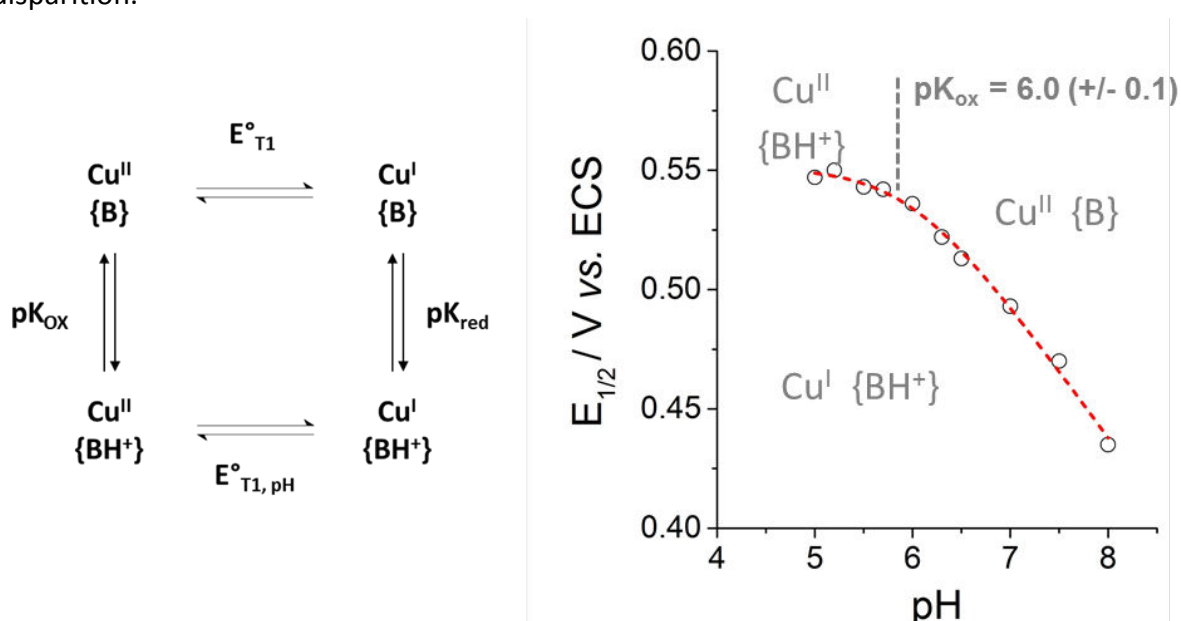 disparition.
E°T1
CuII
{B}
CuI
{B}
pKOX
pKred
CuII
{BH+}
CuI
{BH+}
E°T1, pH
0.60
0.55
0.50
0.45
0.40
E1/2 / V vs. ECS
CuII
{BH+}
pKox = 6.0 (+/- 0.1)
CuII {B}
CuI {BH+}
4
5
6
7
8
pH